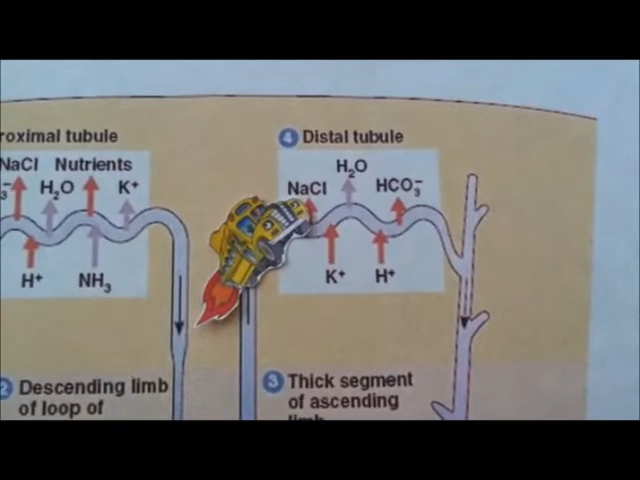 roximal tubule
NaCl Nutrients
H₂O K⁺
H⁺ NH₃
4 Distal tubule
H₂O
NaCl HCO₃⁻
K⁺ H⁺
2 Descending limb
of loop of
3 Thick segment
of ascending
limb